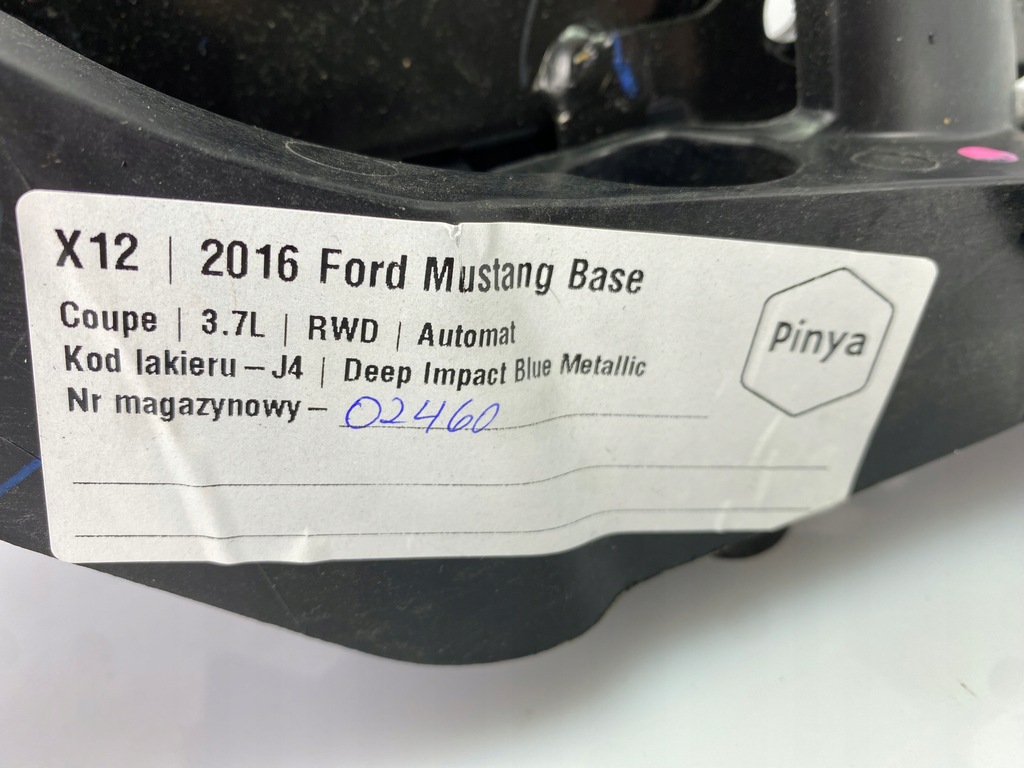 X12 | 2016 Ford Mustang Base
Coupe | 3.7L | RWD | Automat
Kod lakieru – J4 | Deep Impact Blue Metallic
Nr magazynowy – 02460
Pinya